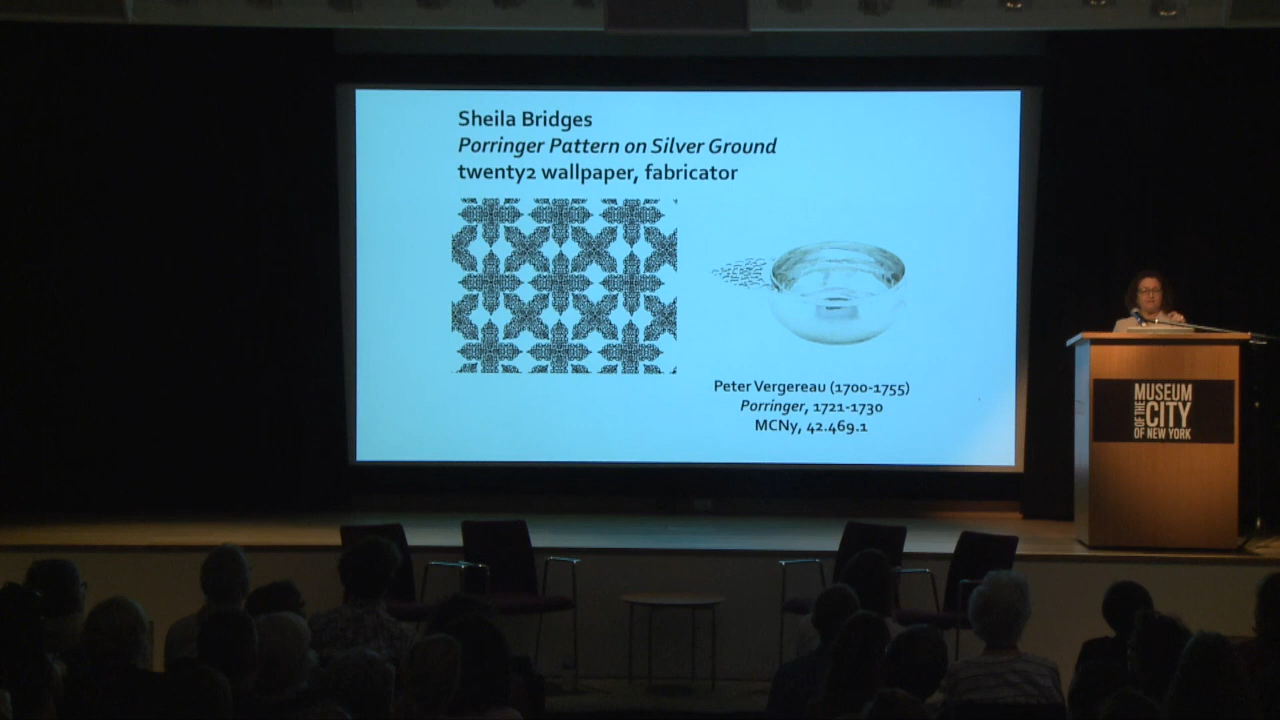 Sheila Bridges
Porringer Pattern on Silver Ground
twenty2 wallpaper, fabricator
Peter Vergereau (1700-1755)
Porringer, 1721-1730
MCNy, 42.469.1
MUSEUM
OF THE CITY
OF NEW YORK